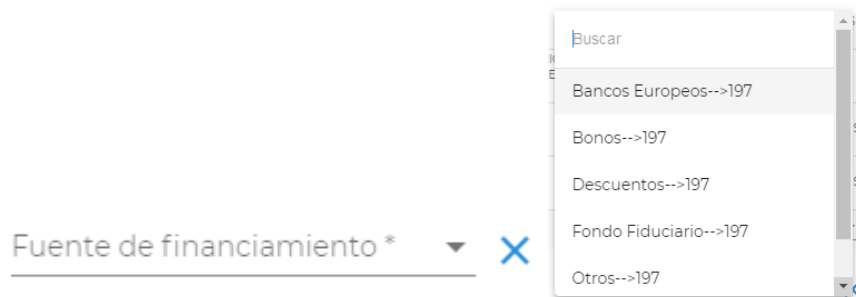 Fuente de financiamiento *
Buscar
Bancos Europeos-->197
Bonos-->197
Descuentos-->197
Fondo Fiduciario-->197
Otros-->197